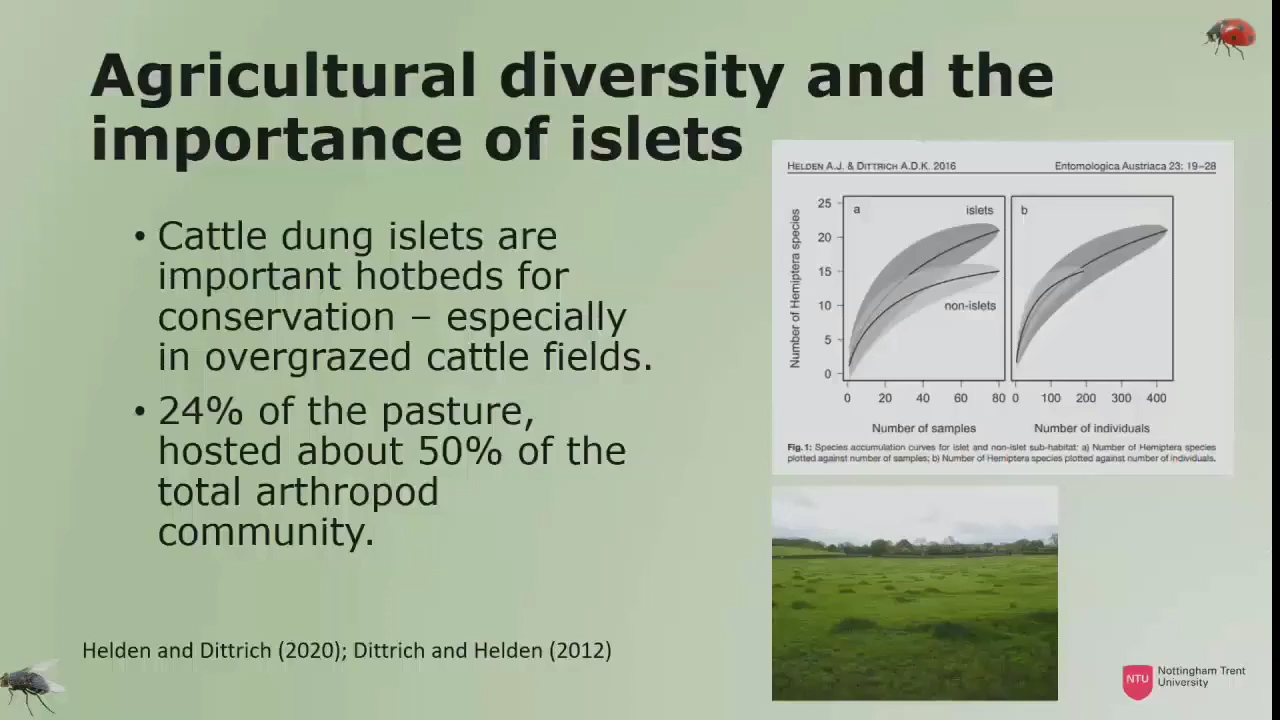 Agricultural diversity and the
importance of islets
• Cattle dung islets are
important hotbeds for
conservation – especially
in overgrazed cattle fields.
• 24% of the pasture,
hosted about 50% of the
total arthropod
community.
Helden and Dittrich (2020); Dittrich and Helden (2012)
HELDEN A.J. & DITTRICH A.D.K. 2016
Entomologica Austriaca 23: 19–28
Number of Hemiptera species
25
20
15
10
5
0
a
islets
non-islets
b
0 20 40 60 80
0 100 200 300 400
Number of samples
Number of individuals
Fig. 1: Species accumulation curves for islet and non-islet sub-habitat: a) Number of Hemiptera species
plotted against number of samples; b) Number of Hemiptera species plotted against number of individuals.
NTU
Nottingham Trent
University